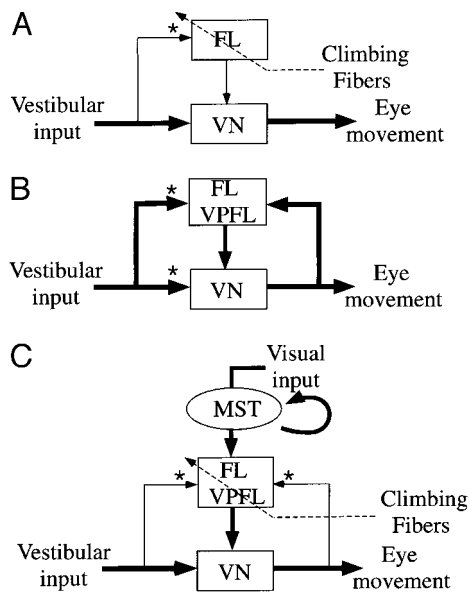 A
*
FL
Climbing
Fibers
Vestibular
input
VN
Eye
movement
B
*
FL
VPFL
*
Vestibular
input
VN
Eye
movement
C
Visual
input
MST
*
FL
VPFL
*
Climbing
Fibers
Vestibular
input
VN
Eye
movement